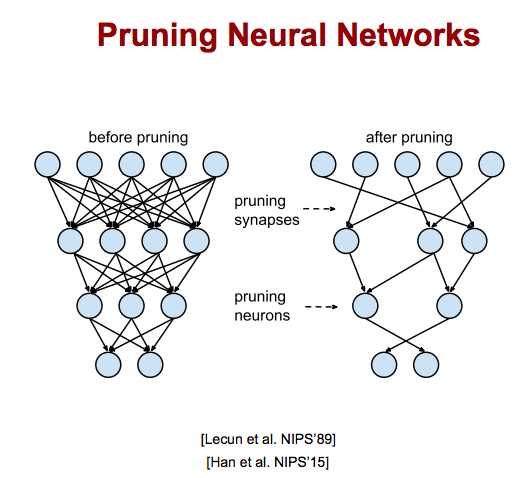 Pruning Neural Networks
before pruning
after pruning
pruning
synapses
pruning
neurons
[Lecun et al. NIPS'89]
[Han et al. NIPS'15]